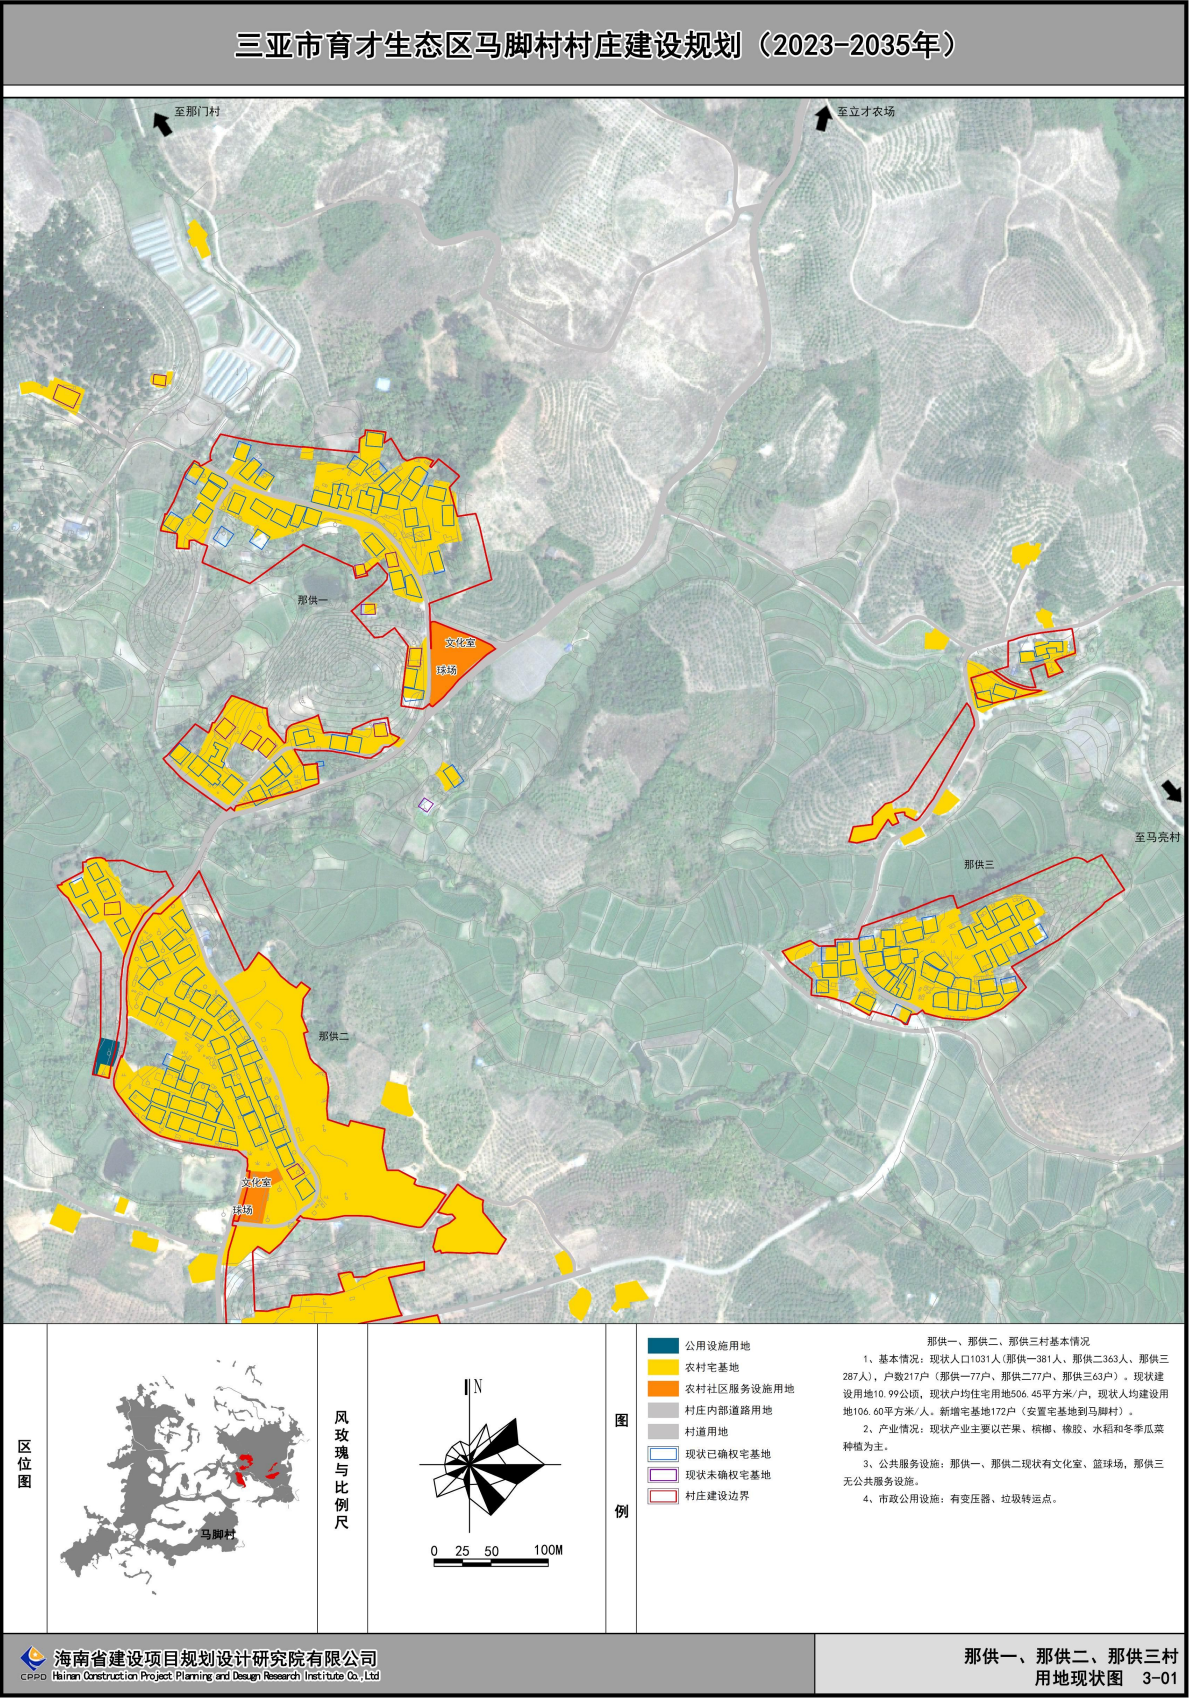 三亚市育才生态区马脚村村庄建设规划（2023-2035年）
至那门村
至立才农场
那供一
文化室
球场
至马亮村
那供三
那供二
文化室
球场
区位图
马脚村
风玫瑰与比例尺
N
0 25 50 100M
图例
公用设施用地
农村宅基地
农村社区服务设施用地
村庄内部道路用地
村道用地
现状已确权宅基地
现状未确权宅基地
村庄建设边界
那供一、那供二、那供三村基本情况
1、基本情况：现状人口1031人(那供一381人、那供二363人、那供三
287人)，户数217户（那供一77户、那供二77户、那供三63户）。现状建
设用地10.99公顷，现状户均住宅用地506.45平方米/户，现状人均建设用
地106.60平方米/人。新增宅基地172户（安置宅基地到马脚村）。
2、产业情况：现状产业主要以芒果、槟榔、橡胶、水稻和冬季瓜菜
种植为主。
3、公共服务设施：那供一、那供二现状有文化室、篮球场，那供三
无公共服务设施。
4、市政公用设施：有变压器、垃圾转运点。
CPPD
海南省建设项目规划设计研究院有限公司
Hainan Construction Project Planning and Desugn Research Institute Co.,Ltd
那供一、那供二、那供三村
用地现状图 3-01